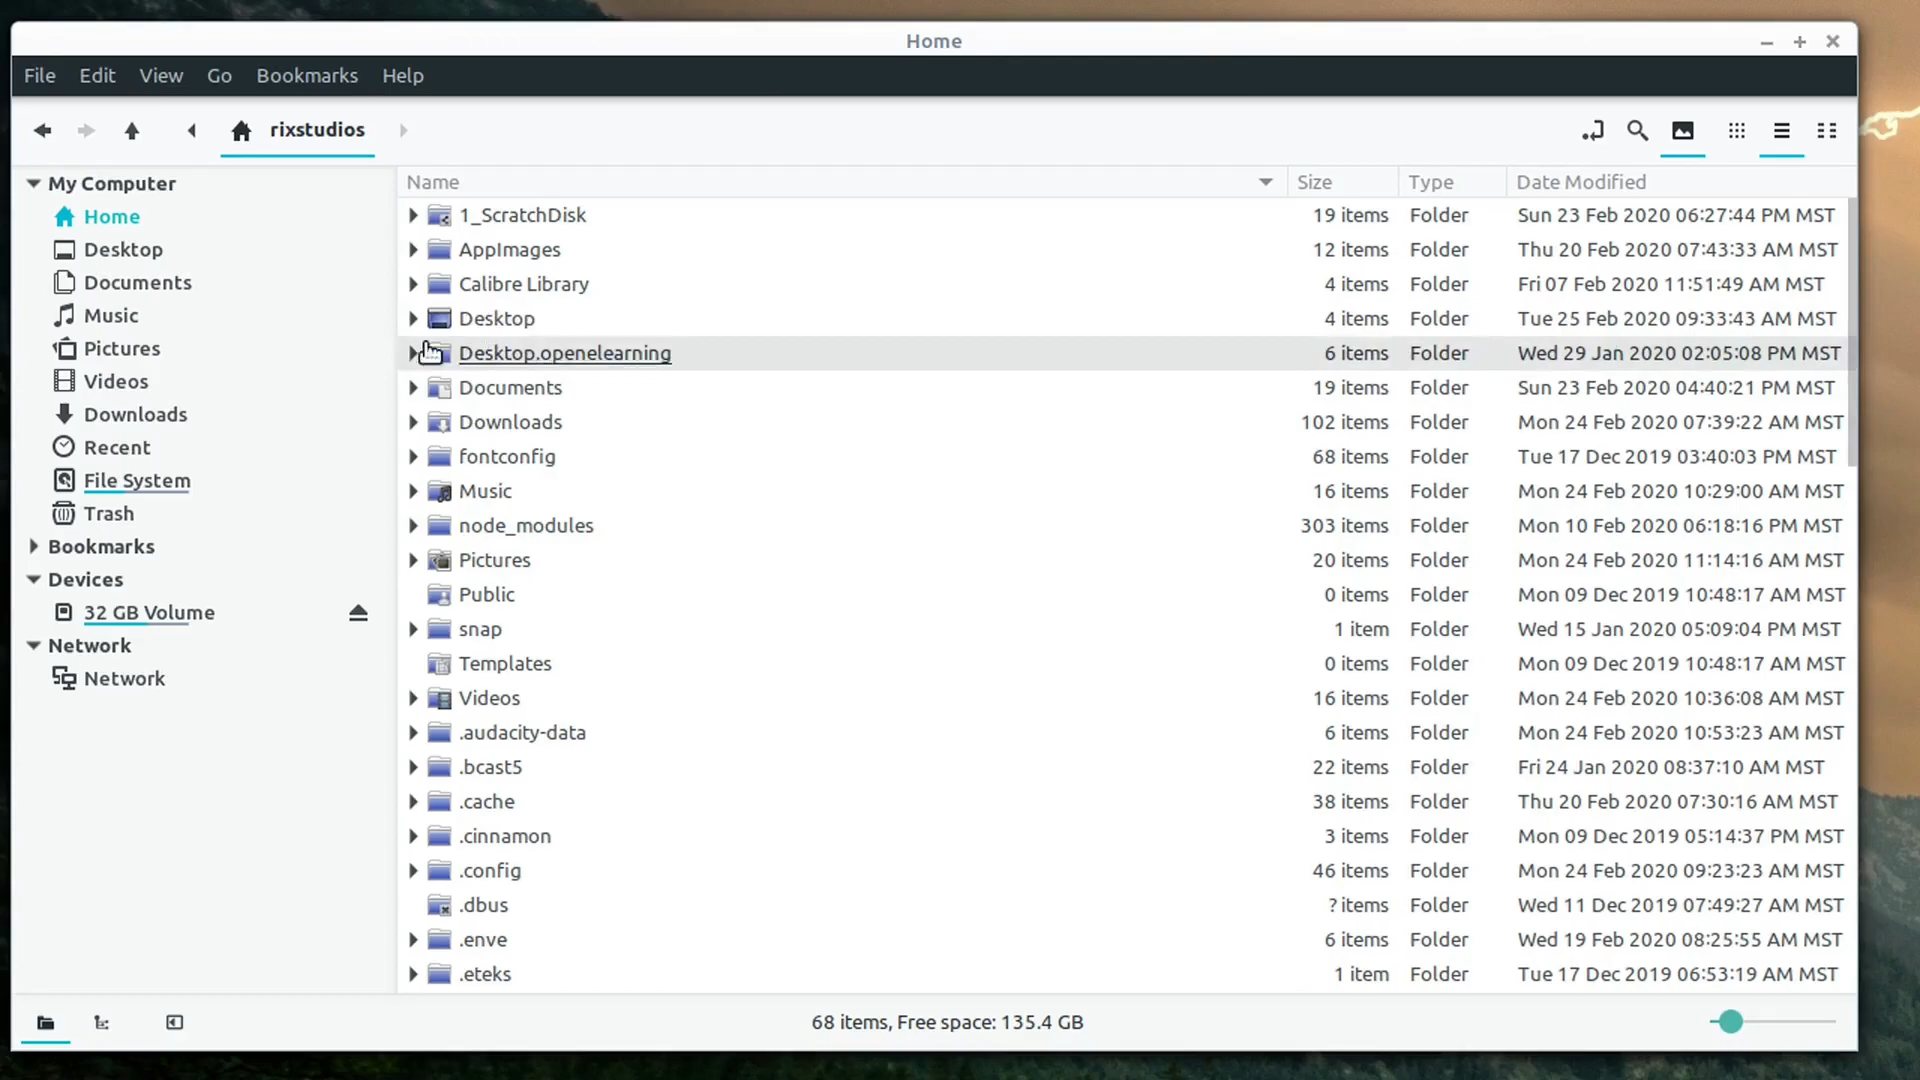 Home
File Edit View Go Bookmarks Help
rixstudios
My Computer
Home
Desktop
Documents
Music
Pictures
Videos
Downloads
Recent
File System
Trash
Bookmarks
Devices
32 GB Volume
Network
Network
Name Size Type Date Modified
1_ScratchDisk 19 items Folder Sun 23 Feb 2020 06:27:44 PM MST
AppImages 12 items Folder Thu 20 Feb 2020 07:43:33 AM MST
Calibre Library 4 items Folder Fri 07 Feb 2020 11:51:49 AM MST
Desktop 4 items Folder Tue 25 Feb 2020 09:33:43 AM MST
Desktop.openelearning 6 items Folder Wed 29 Jan 2020 02:05:08 PM MST
Documents 19 items Folder Sun 23 Feb 2020 04:40:21 PM MST
Downloads 102 items Folder Mon 24 Feb 2020 07:39:22 AM MST
fontconfig 68 items Folder Tue 17 Dec 2019 03:40:03 PM MST
Music 16 items Folder Mon 24 Feb 2020 10:29:00 AM MST
node_modules 303 items Folder Mon 10 Feb 2020 06:18:16 PM MST
Pictures 20 items Folder Mon 24 Feb 2020 11:14:16 AM MST
Public 0 items Folder Mon 09 Dec 2019 10:48:17 AM MST
snap 1 item Folder Wed 15 Jan 2020 05:09:04 PM MST
Templates 0 items Folder Mon 09 Dec 2019 10:48:17 AM MST
Videos 16 items Folder Mon 24 Feb 2020 10:36:08 AM MST
.audacity-data 6 items Folder Mon 24 Feb 2020 10:53:23 AM MST
.bcast5 22 items Folder Fri 24 Jan 2020 08:37:10 AM MST
.cache 38 items Folder Thu 20 Feb 2020 07:30:16 AM MST
.cinnamon 3 items Folder Mon 09 Dec 2019 05:14:37 PM MST
.config 46 items Folder Mon 24 Feb 2020 09:23:23 AM MST
.dbus ? items Folder Wed 11 Dec 2019 07:49:27 AM MST
.enve 6 items Folder Wed 19 Feb 2020 08:25:55 AM MST
.eteks 1 item Folder Tue 17 Dec 2019 06:53:19 AM MST
68 items, Free space: 135.4 GB